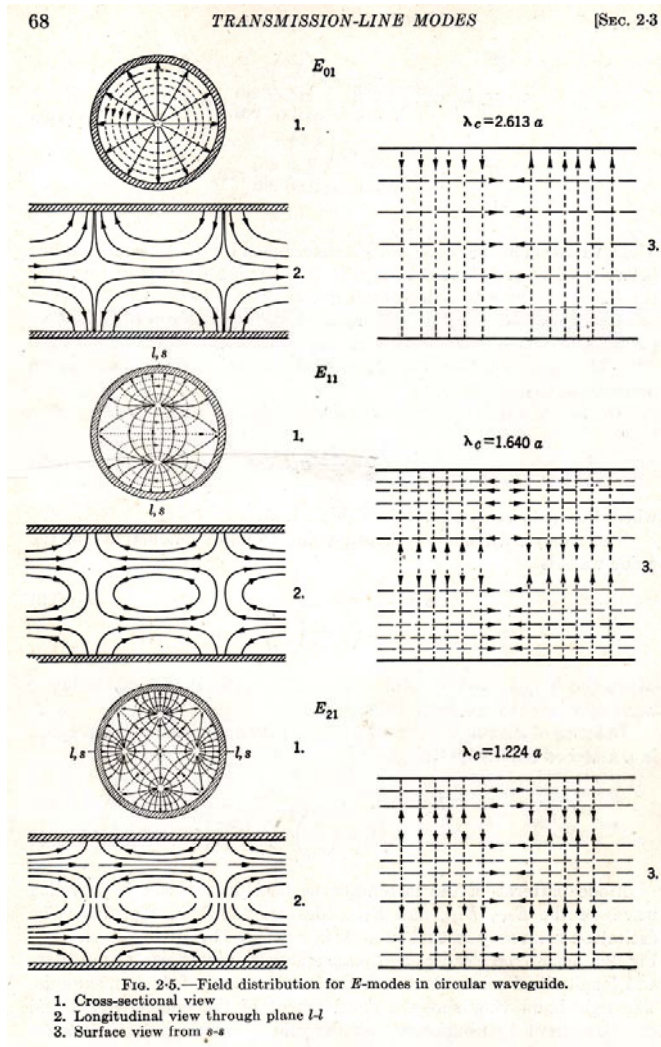 68 TRANSMISSION-LINE MODES [SEC. 2·3
E01
1.
λc=2.613 a
2.
3.
l, s
E11
1.
λc=1.640 a
l, s
2.
3.
E21
l, s
l, s
1.
λc=1.224 a
2.
3.
FIG. 2·5.—Field distribution for E-modes in circular waveguide.
1. Cross-sectional view
2. Longitudinal view through plane l-l
3. Surface view from s-s